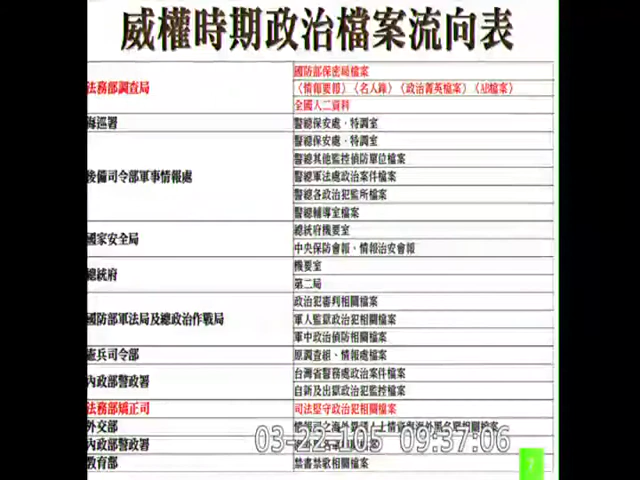 威權時期政治檔案流向表
法務部調查局
國防部保密局檔案
《情報要報》《名人錄》《政治菁英檔案》《AB檔案》
全國人二資料
海巡署
警總保安處、特調室
後備司令部軍事情報處
警總保安處、特調室
警總其他監控偵防單位檔案
警總軍法處政治案件檔案
警總各政治犯監所檔案
警總輔導室檔案
國家安全局
總統府機要室
中央保防會報、情報治安會報
總統府
機要室
第二局
國防部軍法局及總政治作戰局
政治犯審判相關檔案
軍人監獄政治犯相關檔案
軍中政治偵防相關檔案
憲兵司令部
原調查組、情報處檔案
內政部警政署
台灣省警務處政治案件檔案
自新及出獄政治犯監控檔案
法務部矯正司
司法監守政治犯相關檔案
外交部
內政部警政署
03-22-105 09:37:06
教育部
禁書禁歌相關檔案
7